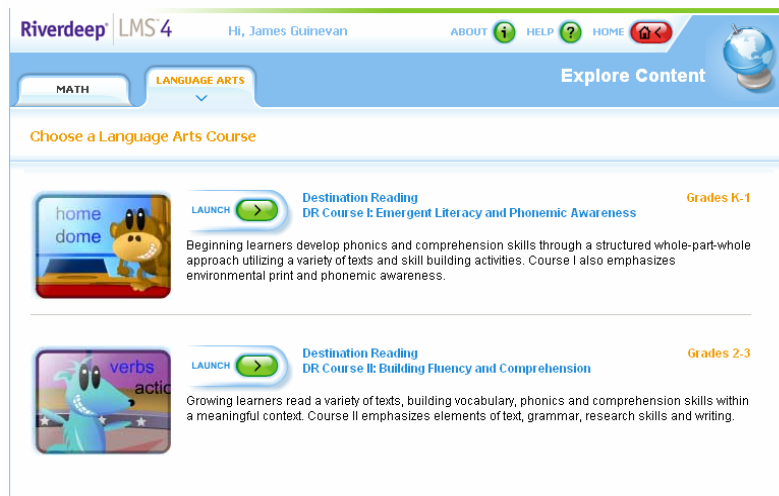 Riverdeep LMS 4
Hi, James Guinevan
ABOUT i HELP ? HOME
MATH
LANGUAGE ARTS
Explore Content
Choose a Language Arts Course
home
dome
LAUNCH
Destination Reading
Grades K-1
DR Course I: Emergent Literacy and Phonemic Awareness
Beginning learners develop phonics and comprehension skills through a structured whole-part-whole
approach utilizing a variety of texts and skill building activities. Course I also emphasizes
environmental print and phonemic awareness.
verbs
actic
LAUNCH
Destination Reading
Grades 2-3
DR Course II: Building Fluency and Comprehension
Growing learners read a variety of texts, building vocabulary, phonics and comprehension skills within
a meaningful context. Course II emphasizes elements of text, grammar, research skills and writing.